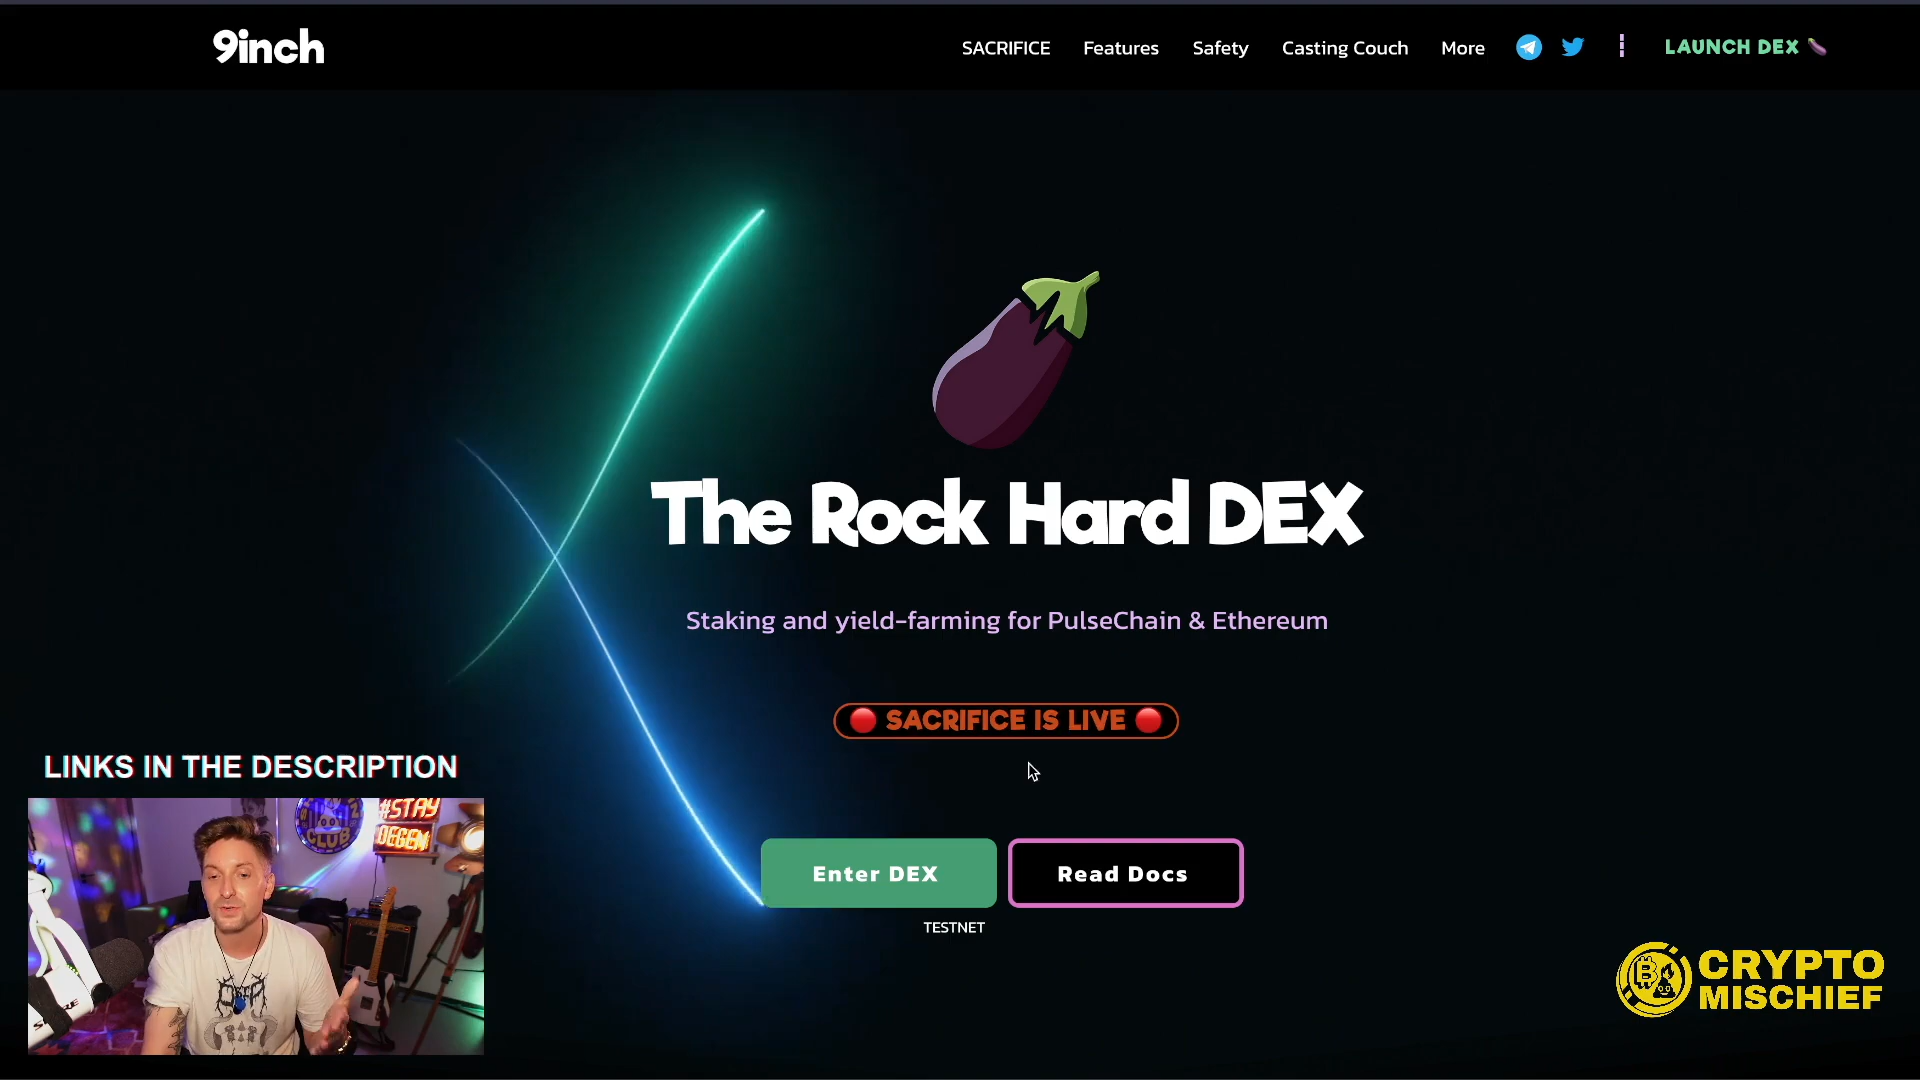 9inch
SACRIFICE Features Safety Casting Couch More LAUNCH DEX
The Rock Hard DEX
Staking and yield-farming for PulseChain & Ethereum
SACRIFICE IS LIVE
Enter DEX Read Docs
TESTNET
LINKS IN THE DESCRIPTION
#STAY
DEGEN
CLUB
CRYPTO
MISCHIEF